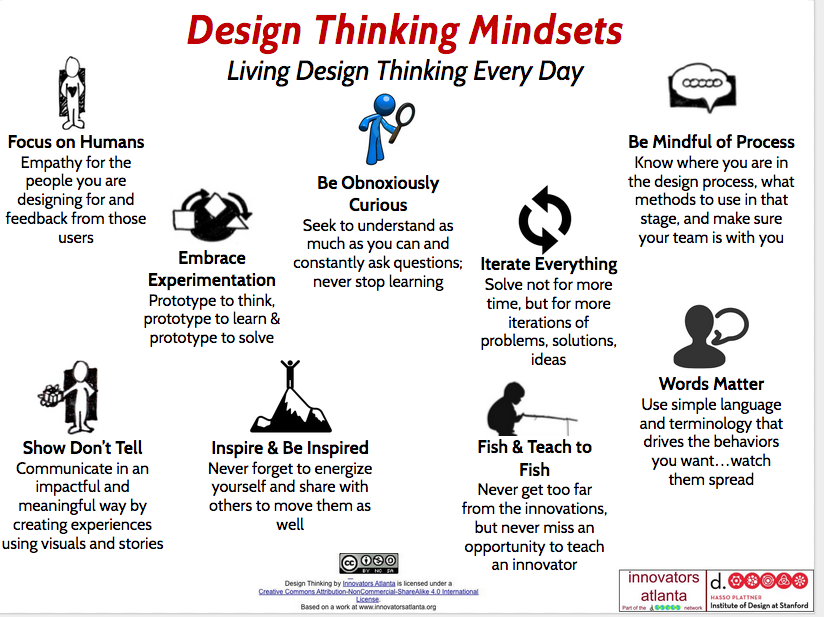 Design Thinking Mindsets
Living Design Thinking Every Day
Focus on Humans
Empathy for the
people you are
designing for and
feedback from those
users
Embrace
Experimentation
Prototype to think,
prototype to learn &
prototype to solve
Be Obnoxiously
Curious
Seek to understand as
much as you can and
constantly ask questions;
never stop learning
Iterate Everything
Solve not for more
time, but for more
iterations of
problems, solutions,
ideas
Be Mindful of Process
Know where you are in
the design process, what
methods to use in that
stage, and make sure
your team is with you
Show Don't Tell
Communicate in an
impactful and
meaningful way by
creating experiences
using visuals and stories
Inspire & Be Inspired
Never forget to energize
yourself and share with
others to move them as
well
Fish & Teach to
Fish
Never get too far
from the innovations,
but never miss an
opportunity to teach
an innovator
Words Matter
Use simple language
and terminology that
drives the behaviors
you want…watch
them spread
cc
BY NC SA
Design Thinking by Innovators Atlanta is licensed under a
Creative Commons Attribution-NonCommercial-ShareAlike 4.0 International
License.
Based on a work at www.innovatorsatlanta.org
innovators
atlanta
Part of the network
d.
HASSO PLATTNER
Institute of Design at Stanford